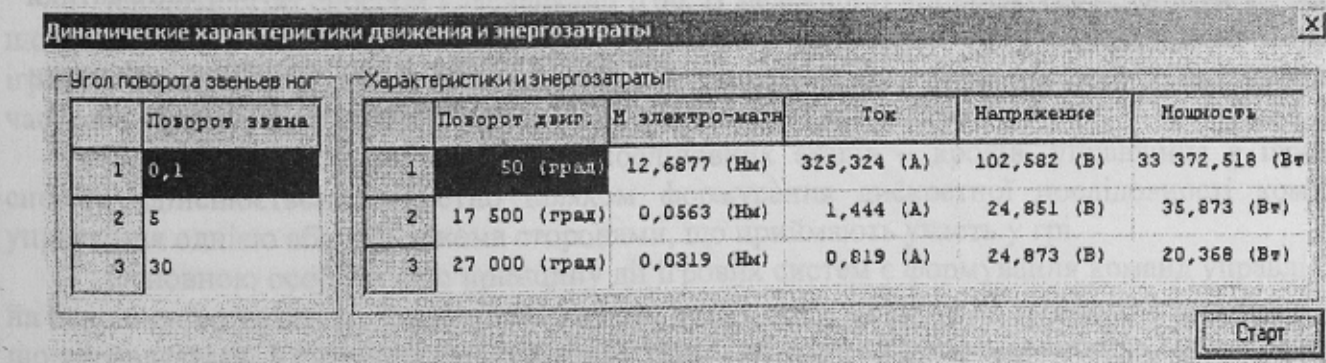 Динамические характеристики движения и энергозатраты
Угол поворота звеньев ног
Характеристики и энергозатраты
Поворот звена
Поворот двиг. М электро-магн Ток Напряжение Мощность
1 0,1
1 50 (град) 12,6877 (Нм) 325,324 (А) 102,582 (В) 33 372,518 (Вт
2 5
2 17 500 (град) 0,0563 (Нм) 1,444 (А) 24,851 (В) 35,873 (Вт)
3 30
3 27 000 (град) 0,0319 (Нм) 0,819 (А) 24,873 (В) 20,368 (Вт)
Старт